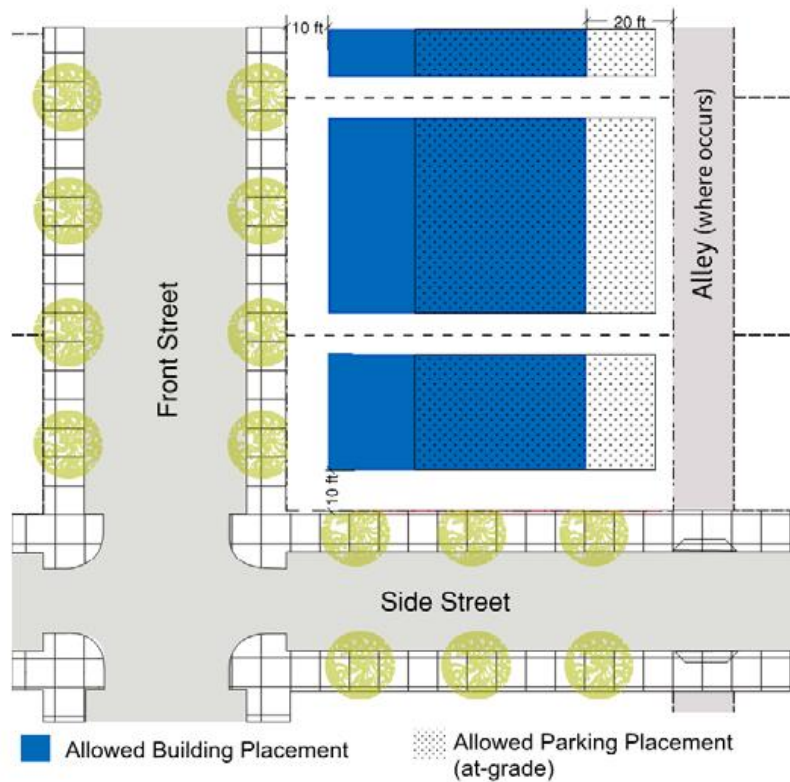 10 ft
20 ft
Alley (where occurs)
Front Street
10 ft
Side Street
Allowed Building Placement
Allowed Parking Placement
(at-grade)